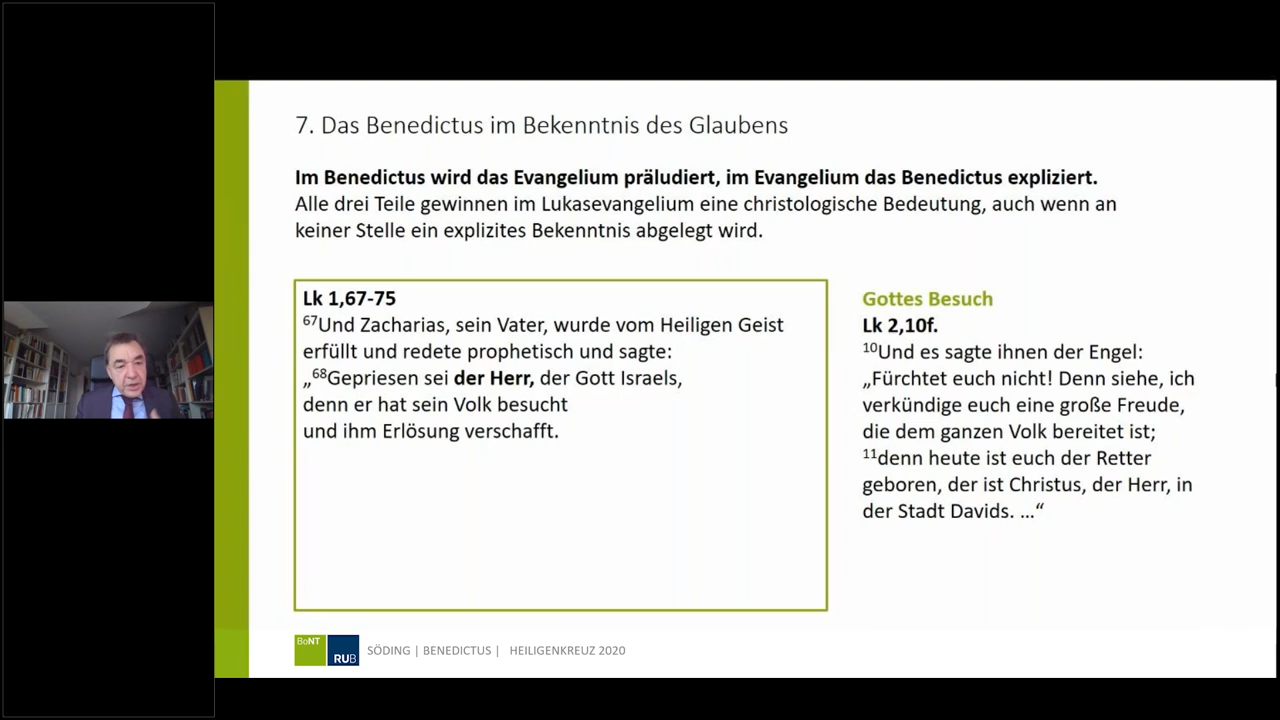 7. Das Benedictus im Bekenntnis des Glaubens
Im Benedictus wird das Evangelium präludiert, im Evangelium das Benedictus expliziert.
Alle drei Teile gewinnen im Lukasevangelium eine christologische Bedeutung, auch wenn an
keiner Stelle ein explizites Bekenntnis abgelegt wird.
Lk 1,67-75
⁶⁷Und Zacharias, sein Vater, wurde vom Heiligen Geist
erfüllt und redete prophetisch und sagte:
„⁶⁸Gepriesen sei der Herr, der Gott Israels,
denn er hat sein Volk besucht
und ihm Erlösung verschafft.
Gottes Besuch
Lk 2,10f.
¹⁰Und es sagte ihnen der Engel:
„Fürchtet euch nicht! Denn siehe, ich
verkündige euch eine große Freude,
die dem ganzen Volk bereitet ist;
¹¹denn heute ist euch der Retter
geboren, der ist Christus, der Herr, in
der Stadt Davids. …“
BoNT
RUB
SÖDING | BENEDICTUS | HEILIGENKREUZ 2020